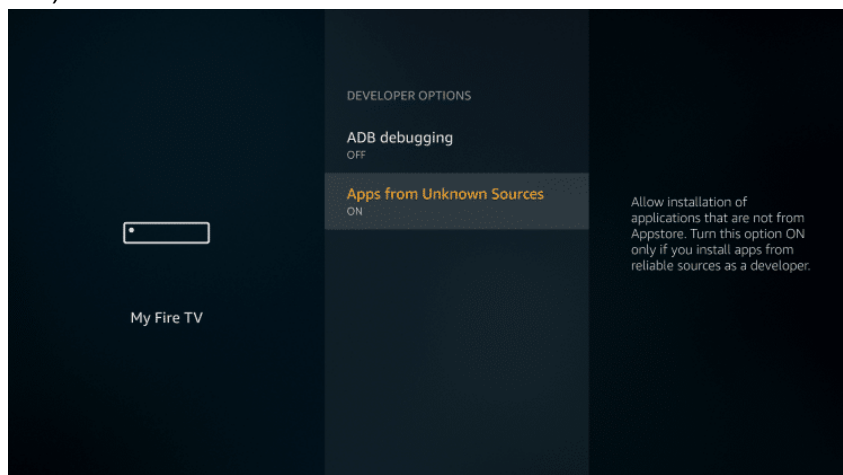 My Fire TV
DEVELOPER OPTIONS
ADB debugging
OFF
Apps from Unknown Sources
ON
Allow installation of
applications that are not from
Appstore. Turn this option ON
only if you install apps from
reliable sources as a developer.